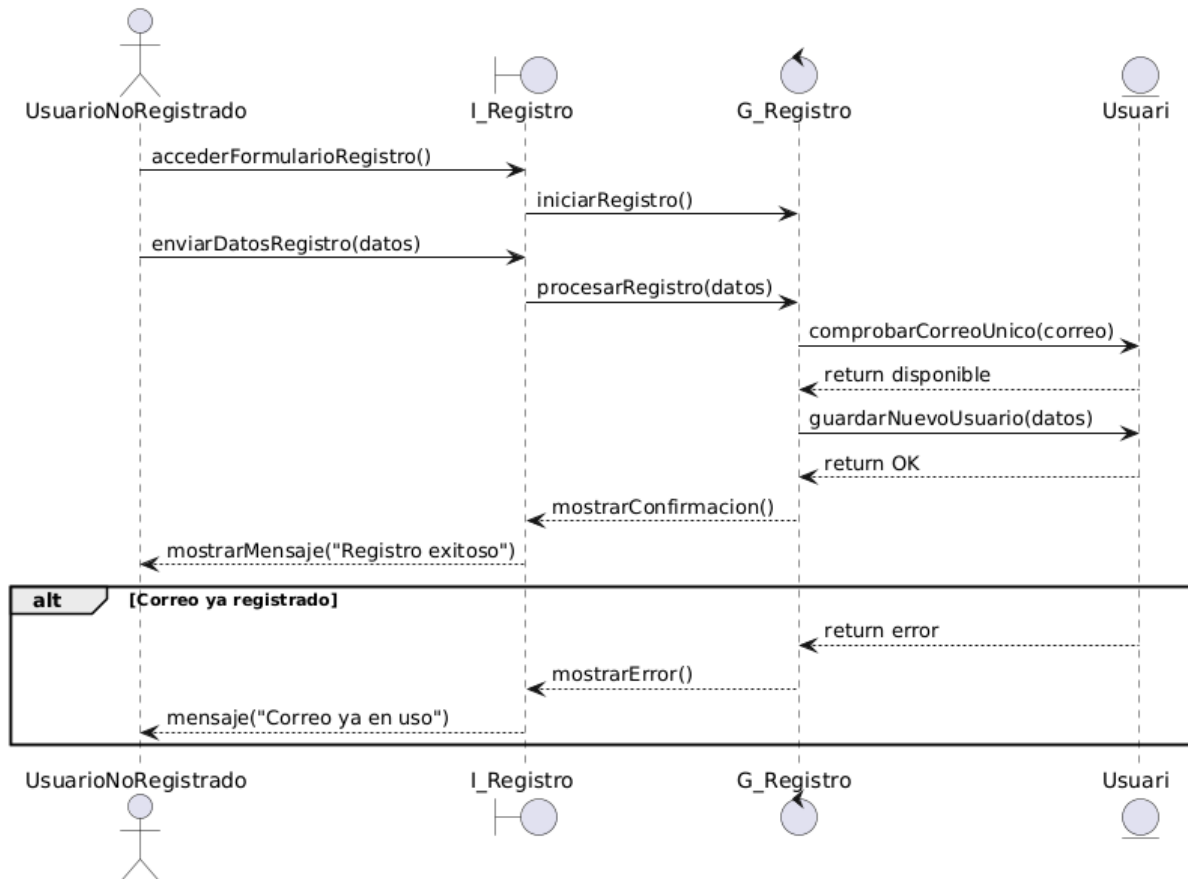 UsuarioNoRegistrado
I_Registro
G_Registro
Usuari
accederFormularioRegistro()
iniciarRegistro()
enviarDatosRegistro(datos)
procesarRegistro(datos)
comprobarCorreoUnico(correo)
return disponible
guardarNuevoUsuario(datos)
return OK
mostrarConfirmacion()
mostrarMensaje("Registro exitoso")
alt [Correo ya registrado]
return error
mostrarError()
mensaje("Correo ya en uso")
UsuarioNoRegistrado
I_Registro
G_Registro
Usuari